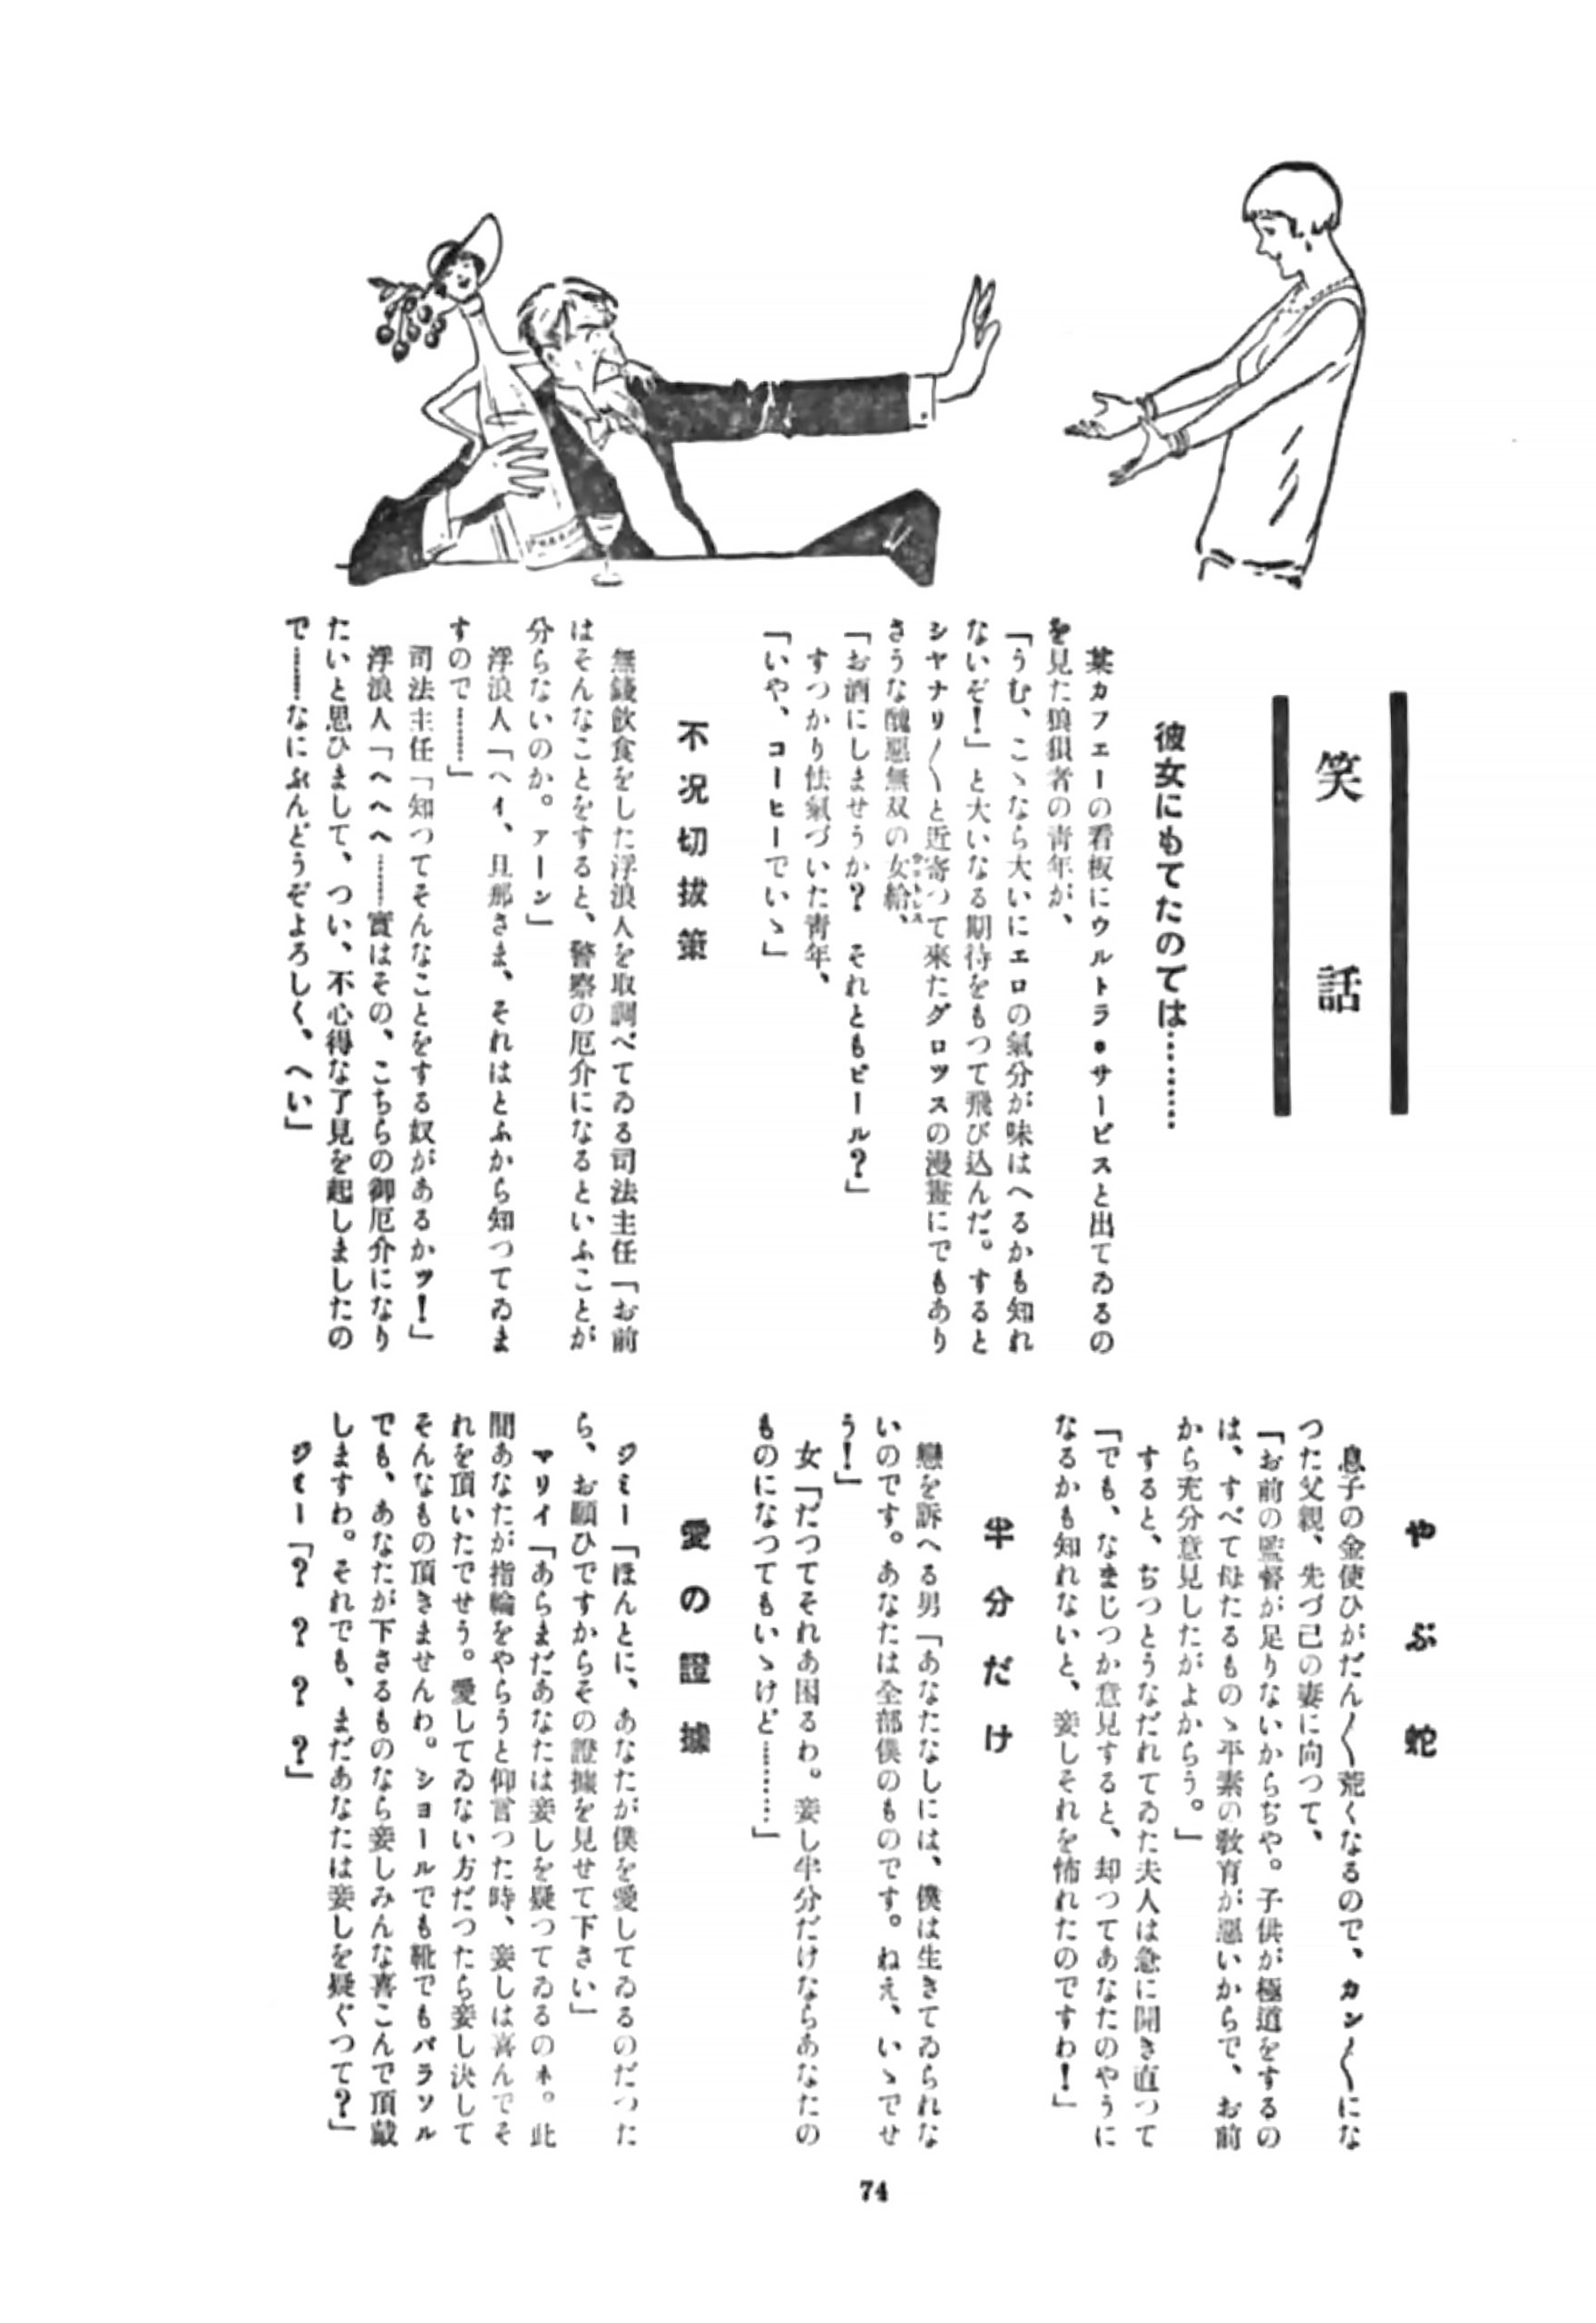 笑話
彼女にもてたのては…………
某カフエーの看板にウルトラ・サービスと出てゐるの
を見た狼狽者の靑年が、
「うむ、こゝなら大いにエロの氣分が味はへるかも知れ
ないぞ!」と大いなる期待をもつて飛び込んだ。すると
シヤナリ〳〵と近寄つて来たグロツスの漫畫にでもあり
さうな醜惡無双の女給、
「お酒にしませうか? それともビール?」
すつかり怯氣づいた靑年、
「いや、コーヒーでいゝ」
不况切拔策
無錢飮食をした浮浪人を取調べてゐる司法主任「お前
はそんなことをすると、警察の厄介になるといふことが
分らないのか。アーン」
浮浪人「ヘイ、旦那さま、それはとふから知つてゐま
すので………」
司法主任「知つてそんなことをする奴があるかツ!」
浮浪人「へへへ………實はその、こちらの御厄介になり
たいと思ひまして、つい、不心得な了見を起しましたの
で………なにぶんどうぞよろしく、へい」
やぶ蛇
息子の金使ひがだん〳〵荒くなるので、カン〳〵にな
つた父親、先づ己の妻に向つて、
「お前の監督が足りないからぢや。子供が極道をするの
は、すべて母たるものゝ平素の敎育が惡いからで、お前
から充分意見したがよからう。」
すると、ぢつとうなだれてゐた夫人は急に開き直つて
「でも、なまじつか意見すると、却つてあなたのやうに
なるかも知れないと、妾しそれを怖れたのですわ!」
半分だけ
戀を訴へる男「あなたなしには、僕は生きてゐられな
いのです。あなたは全部僕のものです。ねえ、いゝでせ
う!」
女「だつてそれあ困るわ。妾し半分だけならあなたの
ものになつてもいゝけど…………」
愛の證據
ジミー「ほんとに、あなたが僕を愛してゐるのだつた
ら、お願ひですからその證據を見せて下さい」
マリイ「あらまだあなたは妾しを疑つてゐるのネ。此
間あなたが指輪をやらうと仰言つた時、妾しは喜んでそ
れを頂いたでせう。愛してゐない方だつたら妾し決して
そんなもの頂きませんわ。シヨールでも靴でもパラソル
でも、あなたが下さるものなら妾しみんな喜こんで頂戴
しますわ。それでも、まだあなたは妾しを疑ぐつて?」
ジミー「? ? ? ?」
74